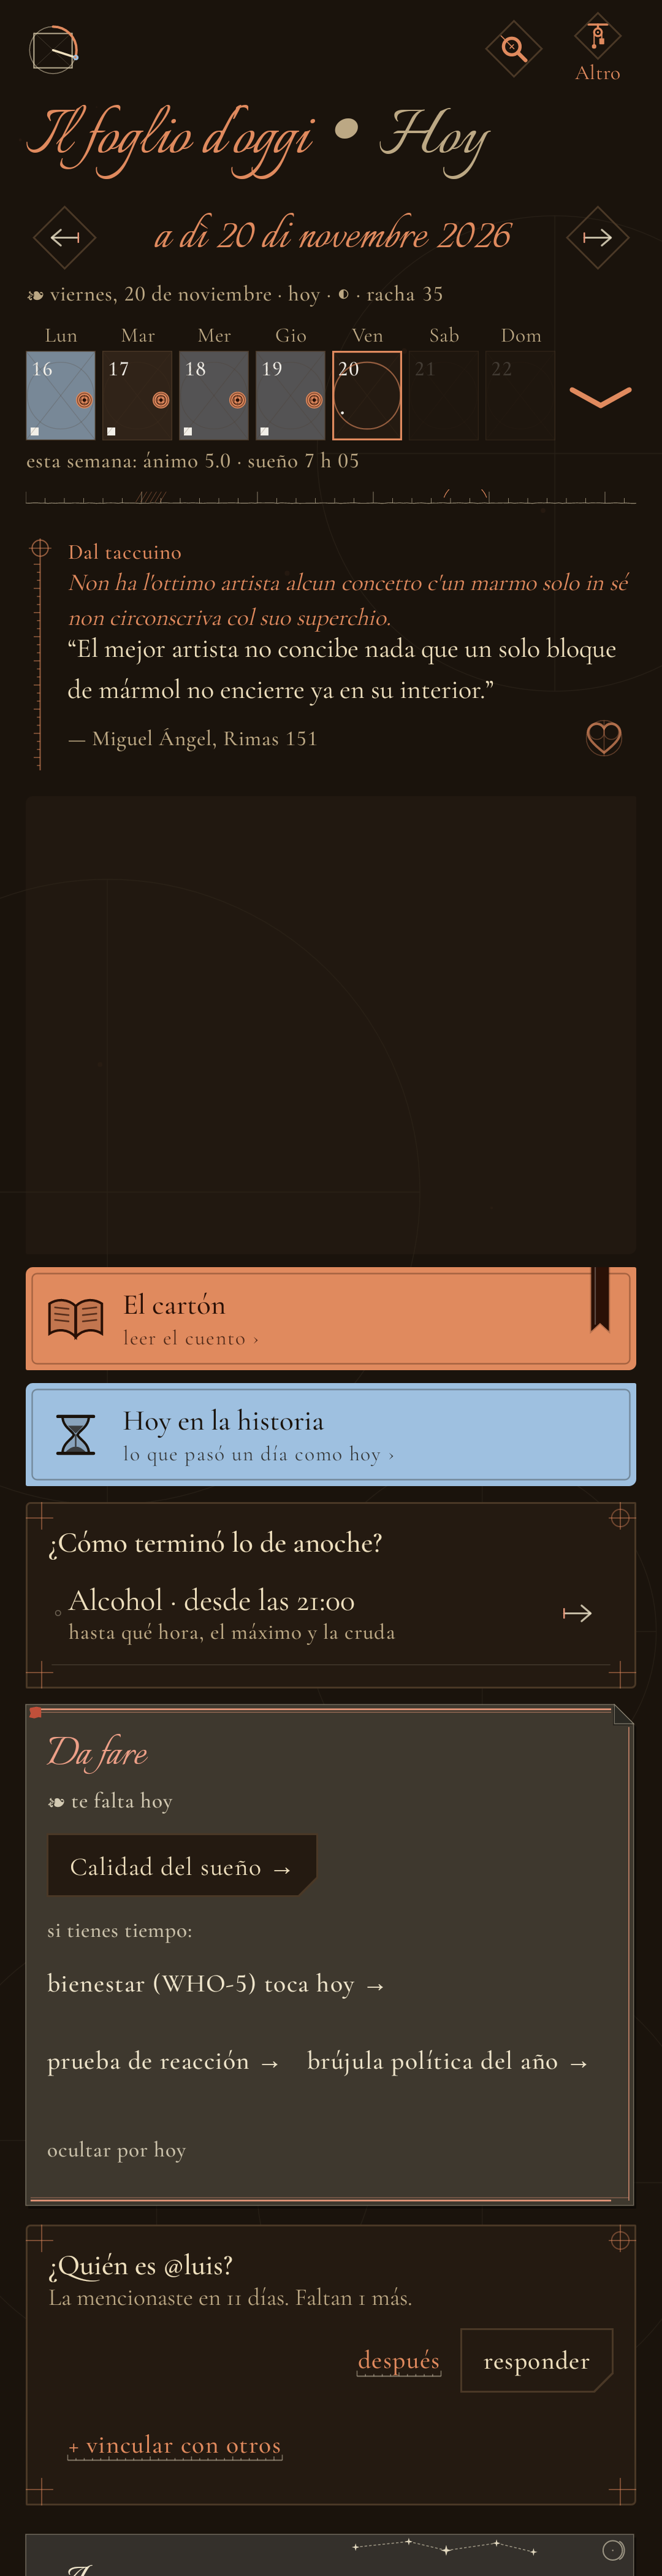 Altro
Il foglio d'oggi • Hoy
a dì 20 di novembre 2026
❧ viernes, 20 de noviembre · hoy · ◐ · racha 35
Lun Mar Mer Gio Ven Sab Dom
16 17 18 19 20 21 22
esta semana: ánimo 5.0 · sueño 7 h 05
Dal taccuino
Non ha l'ottimo artista alcun concetto c'un marmo solo in sé
non circonscriva col suo superchio.
“El mejor artista no concibe nada que un solo bloque
de mármol no encierre ya en su interior.”
— Miguel Ángel, Rimas 151
El cartón
leer el cuento ›
Hoy en la historia
lo que pasó un día como hoy ›
¿Cómo terminó lo de anoche?
Alcohol · desde las 21:00
hasta qué hora, el máximo y la cruda
Da fare
❧ te falta hoy
Calidad del sueño →
si tienes tiempo:
bienestar (WHO-5) toca hoy →
prueba de reacción → brújula política del año →
ocultar por hoy
¿Quién es @luis?
La mencionaste en 11 días. Faltan 1 más.
después responder
+ vincular con otros